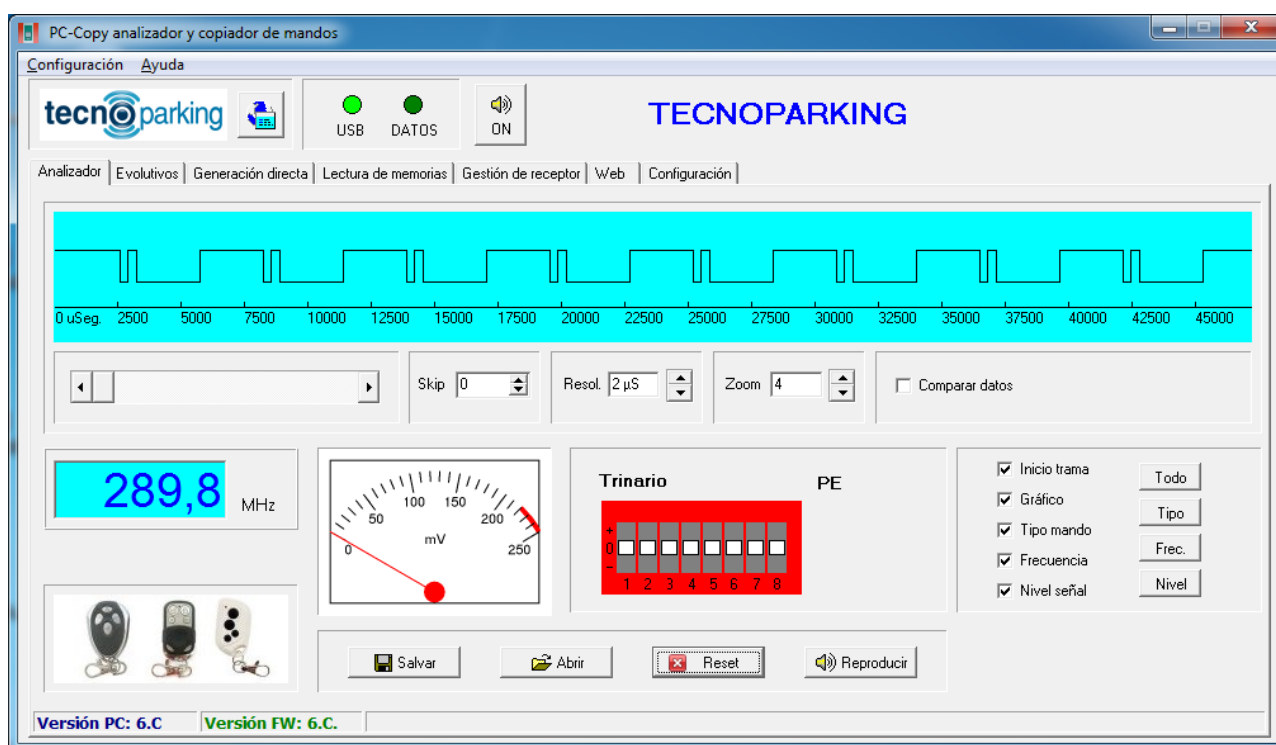 PC-Copy analizador y copiador de mandos
Configuración Ayuda
tecnoparking
USB DATOS ON
TECNOPARKING
Analizador Evolutivos Generación directa Lectura de memorias Gestión de receptor Web Configuración
0 uSeg. 2500 5000 7500 10000 12500 15000 17500 20000 22500 25000 27500 30000 32500 35000 37500 40000 42500 45000
Skip 0 Resol. 2 µS Zoom 4 Comparar datos
289,8 MHz
0 50 100 150 200 250
mV
Trinario PE
+
0
-
1 2 3 4 5 6 7 8
Inicio trama
Gráfico
Tipo mando
Frecuencia
Nivel señal
Todo
Tipo
Frec.
Nivel
Salvar Abrir Reset Reproducir
Versión PC: 6.C Versión FW: 6.C.